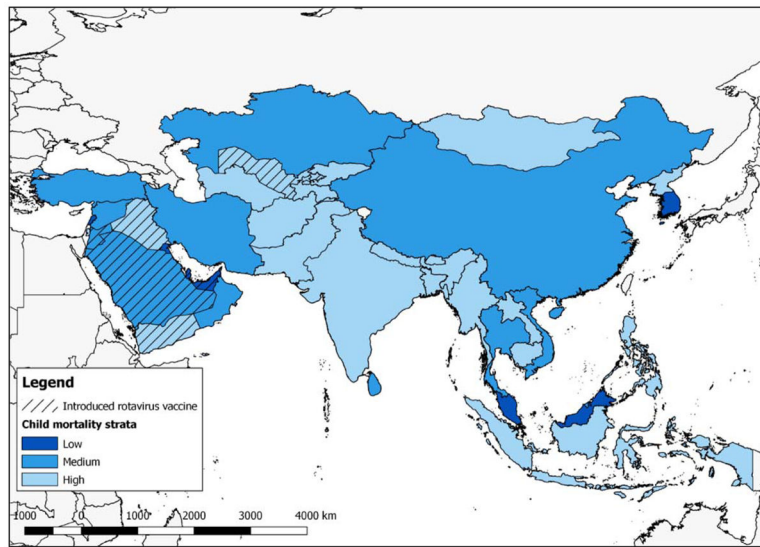 Legend
Introduced rotavirus vaccine
Child mortality strata
Low
Medium
High
1000 0 1000 2000 3000 4000 km